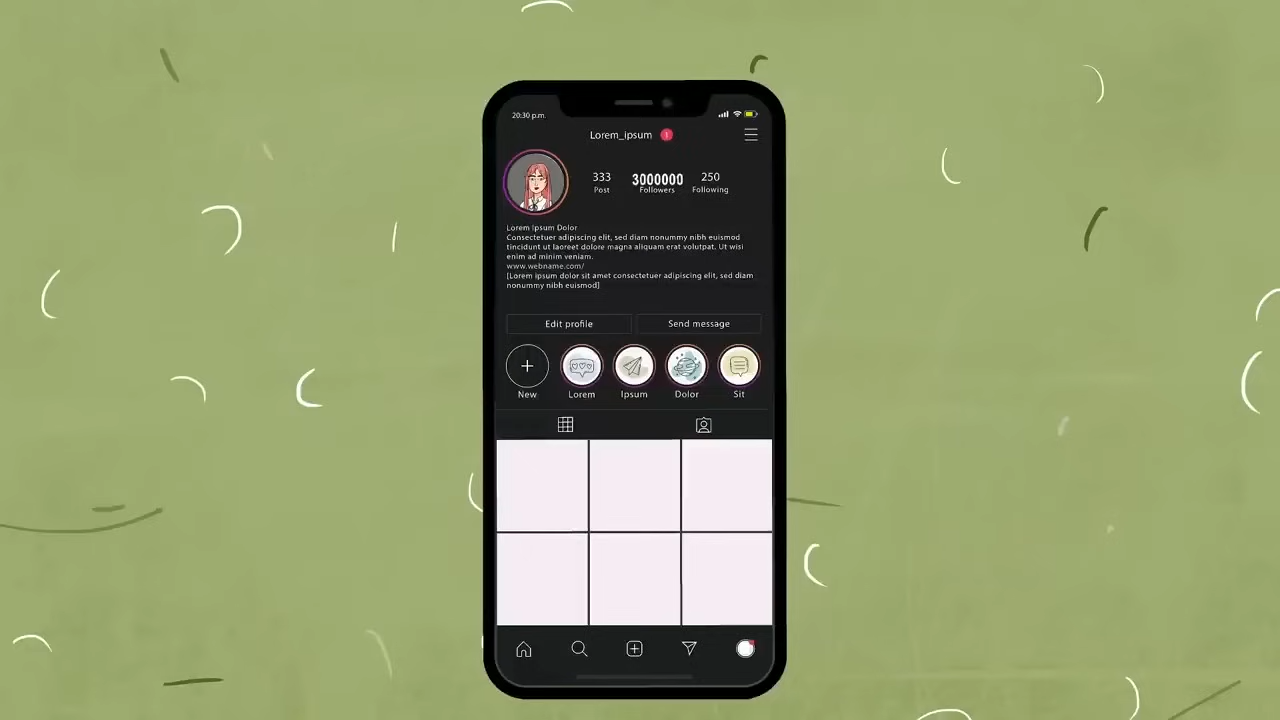 20:30 p.m.
Lorem_ipsum 1
333 3000000 250
Post Followers Following
Lorem Ipsum Dolor
Consectetuer adipiscing elit, sed diam nonummy nibh euismod
tincidunt ut laoreet dolore magna aliquam erat volutpat. Ut wisi
enim ad minim veniam.
www.webname.com/
[Lorem ipsum dolor sit amet consectetuer adipiscing elit, sed diam
nonummy nibh euismod]
Edit profile Send message
New Lorem Ipsum Dolor Sit